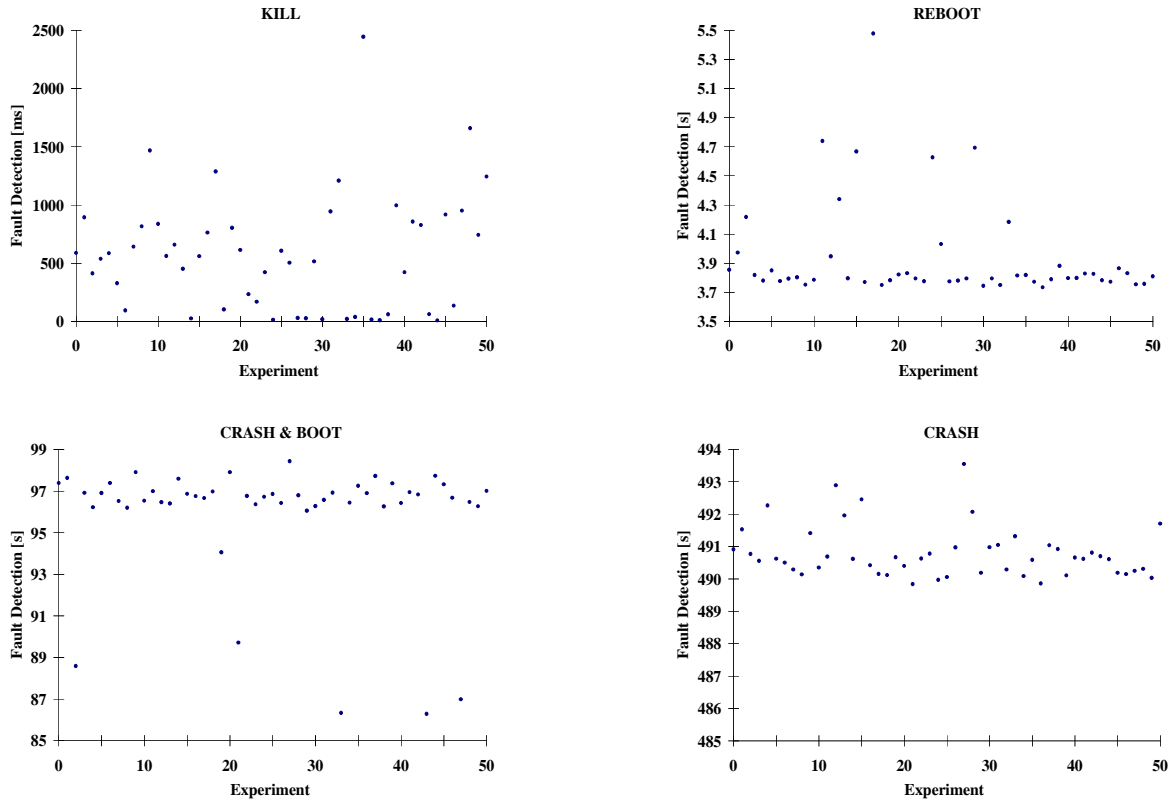 KILL
2500
2000
1500
1000
500
0
Fault Detection [ms]
0 10 20 30 40 50
Experiment
REBOOT
5.5
5.3
5.1
4.9
4.7
4.5
4.3
4.1
3.9
3.7
3.5
Fault Detection [s]
0 10 20 30 40 50
Experiment
CRASH & BOOT
99
97
95
93
91
89
87
85
Fault Detection [s]
0 10 20 30 40 50
Experiment
CRASH
494
493
492
491
490
489
488
487
486
485
Fault Detection [s]
0 10 20 30 40 50
Experiment